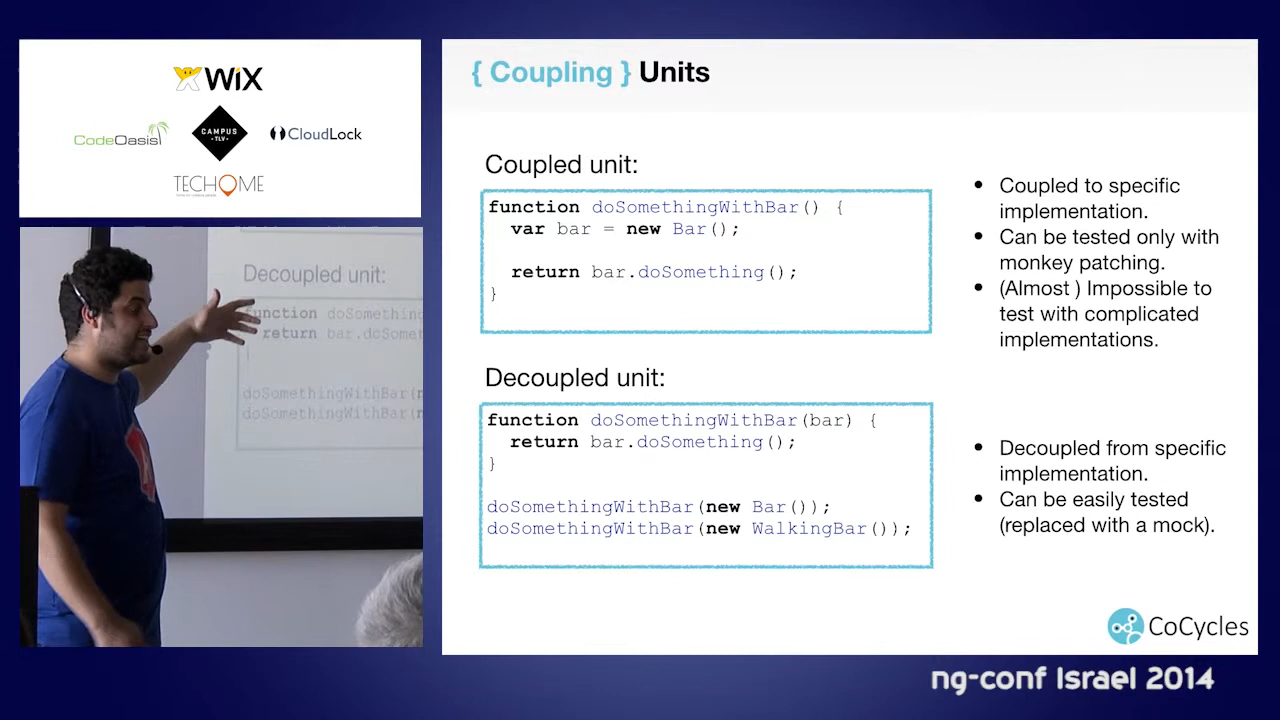 WiX
CodeOasis
CAMPUS
TLV
CloudLock
TECHOME
Decoupled unit:
function doSomething
return bar.doSomet
doSomethingWithBar(n
doSomethingWithBar(n
{ Coupling } Units
Coupled unit:
function doSomethingWithBar() {
var bar = new Bar();
return bar.doSomething();
}
• Coupled to specific
implementation.
• Can be tested only with
monkey patching.
• (Almost ) Impossible to
test with complicated
implementations.
Decoupled unit:
function doSomethingWithBar(bar) {
return bar.doSomething();
}
doSomethingWithBar(new Bar());
doSomethingWithBar(new WalkingBar());
• Decoupled from specific
implementation.
• Can be easily tested
(replaced with a mock).
CoCycles
ng-conf Israel 2014